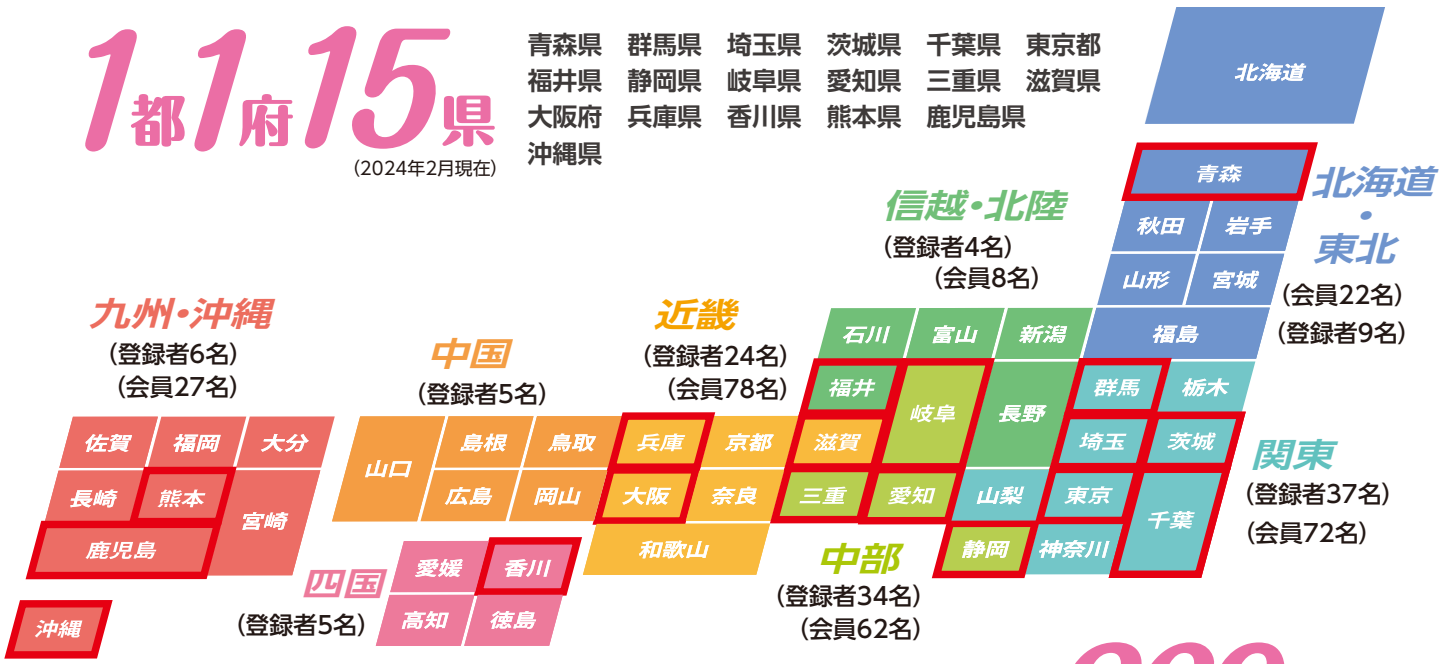 1都1府15県
(2024年2月現在)
青森県 群馬県 埼玉県 茨城県 千葉県 東京都
福井県 静岡県 岐阜県 愛知県 三重県 滋賀県
大阪府 兵庫県 香川県 熊本県 鹿児島県
沖縄県
北海道
青森
秋田 岩手
山形 宮城
福島
北海道
・
東北
(会員22名)
(登録者9名)
信越・北陸
(登録者4名)
(会員8名)
石川 富山 新潟
福井 長野
岐阜
群馬 栃木
埼玉 茨城
山梨 東京 千葉
神奈川
関東
(登録者37名)
(会員72名)
愛知
三重
静岡
中部
(登録者34名)
(会員62名)
近畿
(登録者24名)
(会員78名)
兵庫 京都 滋賀
大阪 奈良
和歌山
中国
(登録者5名)
山口 島根 鳥取
広島 岡山
四国
(登録者5名)
愛媛 香川
高知 徳島
九州・沖縄
(登録者6名)
(会員27名)
佐賀 福岡 大分
長崎 熊本 宮崎
鹿児島
沖縄